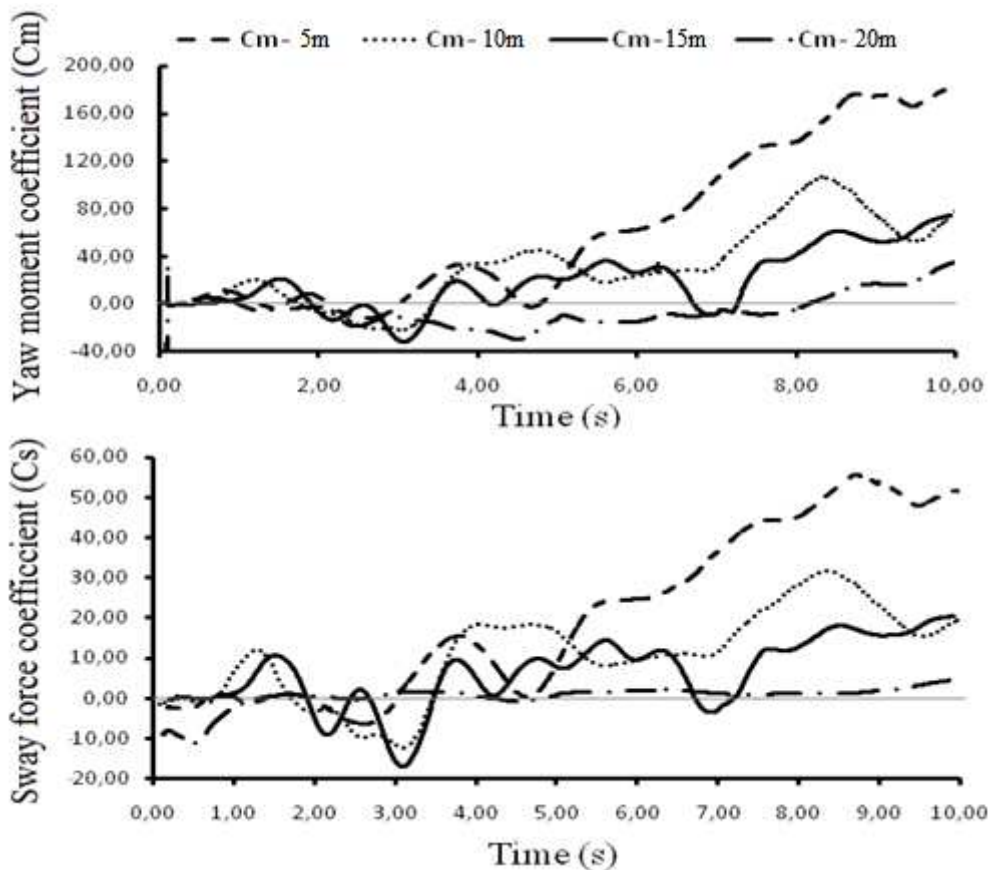 Cm- 5m Cm- 10m Cm-15m Cm- 20m
Yaw moment coefficient (Cm)
200,00
160,00
120,00
80,00
40,00
0,00
-40,00
0,00 2,00 4,00 6,00 8,00 10,00
Time (s)
Sway force coefficcient (Cs)
60,00
50,00
40,00
30,00
20,00
10,00
0,00
-10,00
-20,00
0,00 1,00 2,00 3,00 4,00 5,00 6,00 7,00 8,00 9,00 10,00
Time (s)